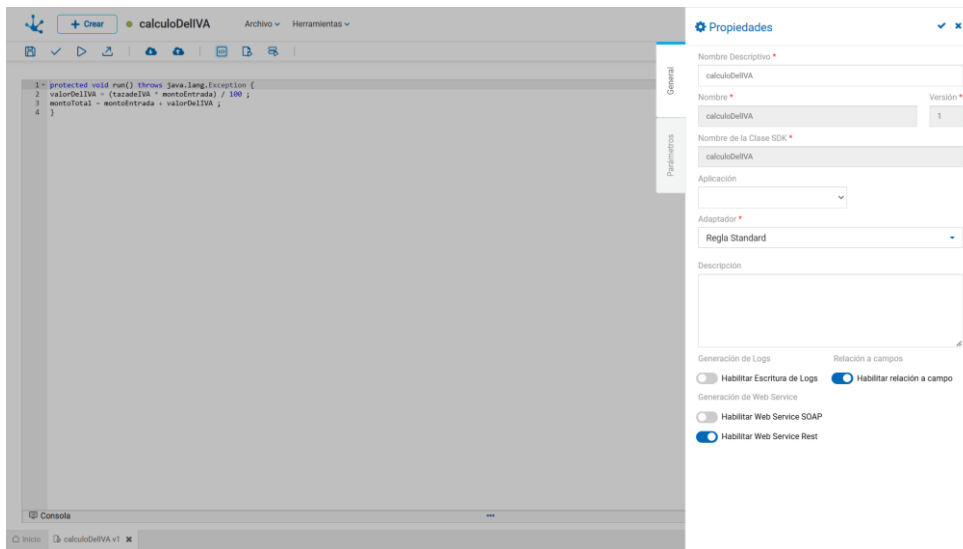 + Crear
calculoDelIVA
Archivo
Herramientas
1 protected void run() throws java.lang.Exception {
2 valorDelIVA = (tazadeIVA * montoEntrada) / 100 ;
3 montoTotal = montoEntrada + valorDelIVA ;
4 }
Consola
Inicio
calculoDelIVA v1
General
Parámetros
Propiedades
Nombre Descriptivo *
calculoDelIVA
Nombre * Versión *
calculoDelIVA 1
Nombre de la Clase SDK *
calculoDelIVA
Aplicación
Adaptador *
Regla Standard
Descripción
Generación de Logs Relación a campos
Habilitar Escritura de Logs Habilitar relación a campo
Generación de Web Service
Habilitar Web Service SOAP
Habilitar Web Service Rest